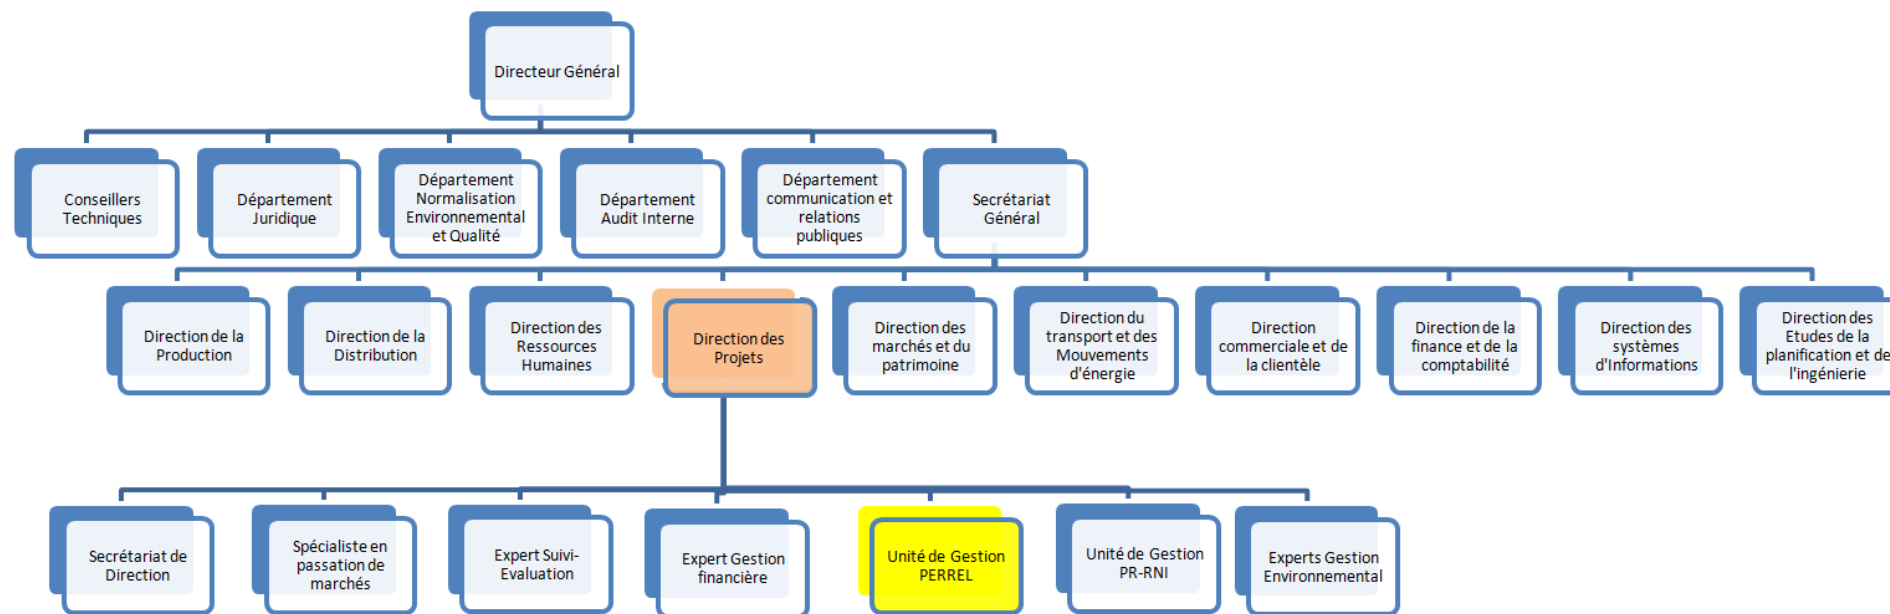 Directeur Général
Conseillers
Techniques
Département
Juridique
Département
Normalisation
Environnemental
et Qualité
Département
Audit Interne
Département
communication et
relations
publiques
Secrétariat
Général
Direction de la
Production
Direction de la
Distribution
Direction des
Ressources
Humaines
Direction des
Projets
Direction des
marchés et du
patrimoine
Direction du
transport et des
Mouvements
d'énergie
Direction
commerciale et de
la clientèle
Direction de la
finance et de la
comptabilité
Direction des
systèmes
d'Informations
Direction des
Etudes de la
planification et de
l'ingénierie
Secrétariat de
Direction
Spécialiste en
passation de
marchés
Expert Suivi-
Evaluation
Expert Gestion
financière
Unité de Gestion
PERREL
Unité de Gestion
PR-RNI
Experts Gestion
Environnemental